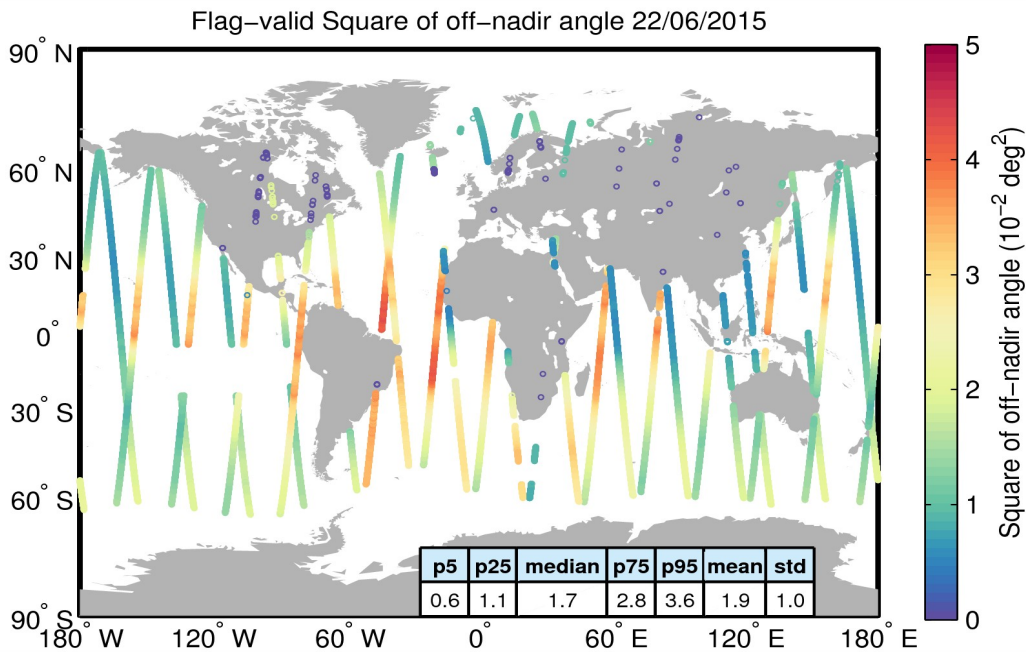 Flag−valid Square of off−nadir angle 22/06/2015
90° N
60° N
30° N
0°
30° S
60° S
90° S
180° W
120° W
60° W
0°
60° E
120° E
180° E
p5 p25 median p75 p95 mean std
0.6 1.1 1.7 2.8 3.6 1.9 1.0
5
4
3
2
1
0
Square of off−nadir angle (10⁻² deg²)